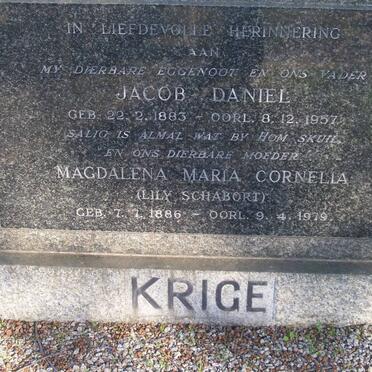 IN LIEFDEVOLLE HERINNERING
AAN
MY DIERBARE EGGENOOT EN ONS VADER
JACOB DANIEL
GEB. 22. 2. 1883 - OORL. 8. 12. 1957.
SALIG IS ALMAL WAT BY HOM SKUIL.
EN ONS DIERBARE MOEDER
MAGDALENA MARIA CORNELIA
(LILY SCHABORT)
GEB. 7. 7. 1886 - OORL. 9. 4. 1979.
KRIGE